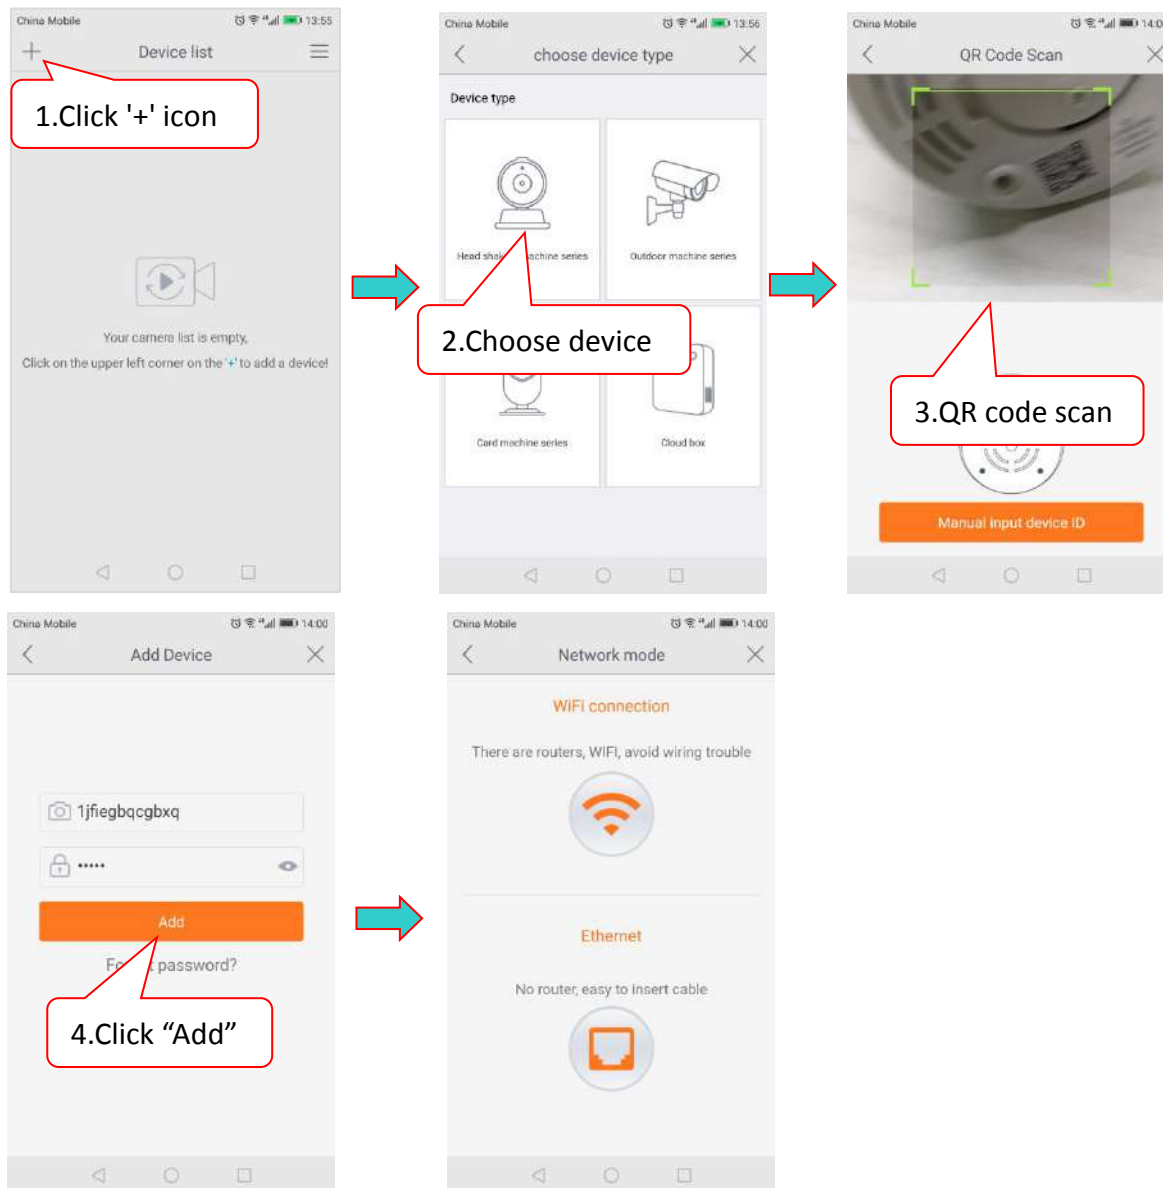 China Mobile 13:55
Device list
1.Click '+' icon
Your camera list is empty,
Click on the upper left corner on the '+' to add a device!
China Mobile 13:56
choose device type
Device type
Head machine series
Outdoor machine series
2.Choose device
Card machine series
Cloud box
China Mobile
QR Code Scan
3.QR code scan
Manual input device ID
China Mobile 14:00
Add Device
1jfiegbqcgbxq
•••••
Add
password?
4.Click “Add”
China Mobile 14:00
Network mode
WiFi connection
There are routers, WIFI, avoid wiring trouble
Ethernet
No router, easy to insert cable